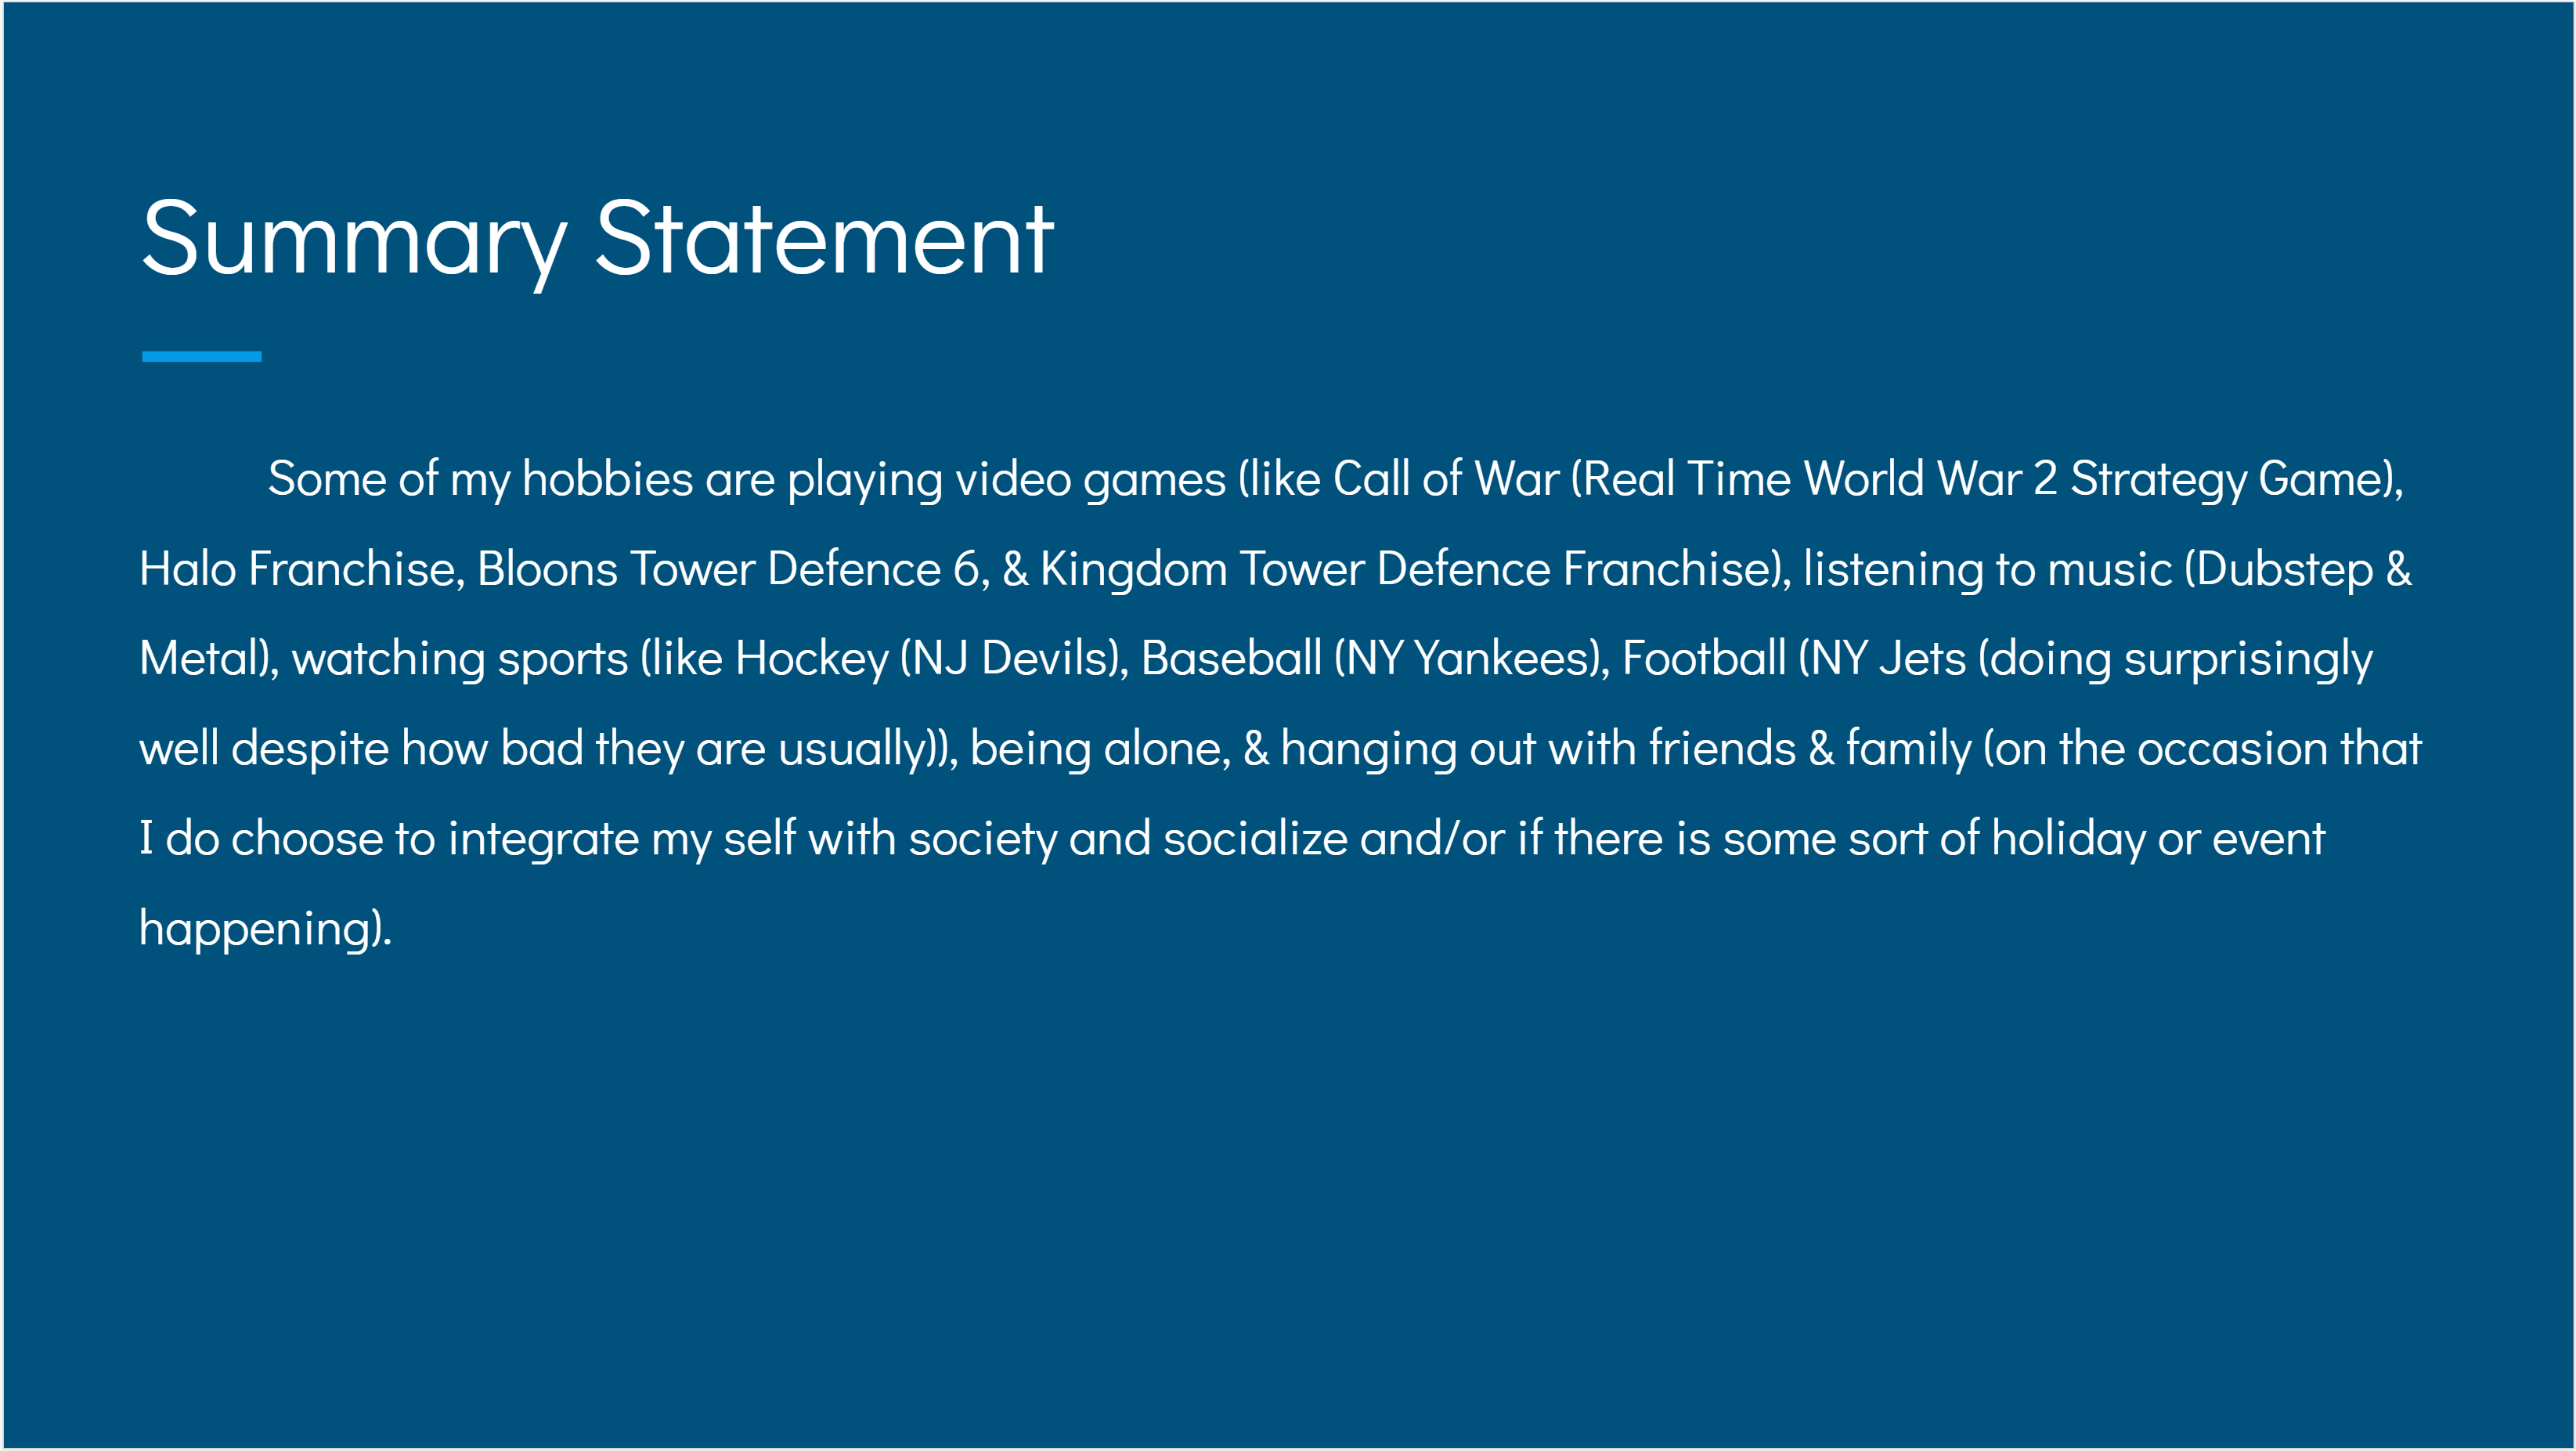 Summary Statement
Some of my hobbies are playing video games (like Call of War (Real Time World War 2 Strategy Game),
Halo Franchise, Bloons Tower Defence 6, & Kingdom Tower Defence Franchise), listening to music (Dubstep &
Metal), watching sports (like Hockey (NJ Devils), Baseball (NY Yankees), Football (NY Jets (doing surprisingly
well despite how bad they are usually)), being alone, & hanging out with friends & family (on the occasion that
I do choose to integrate my self with society and socialize and/or if there is some sort of holiday or event
happening).